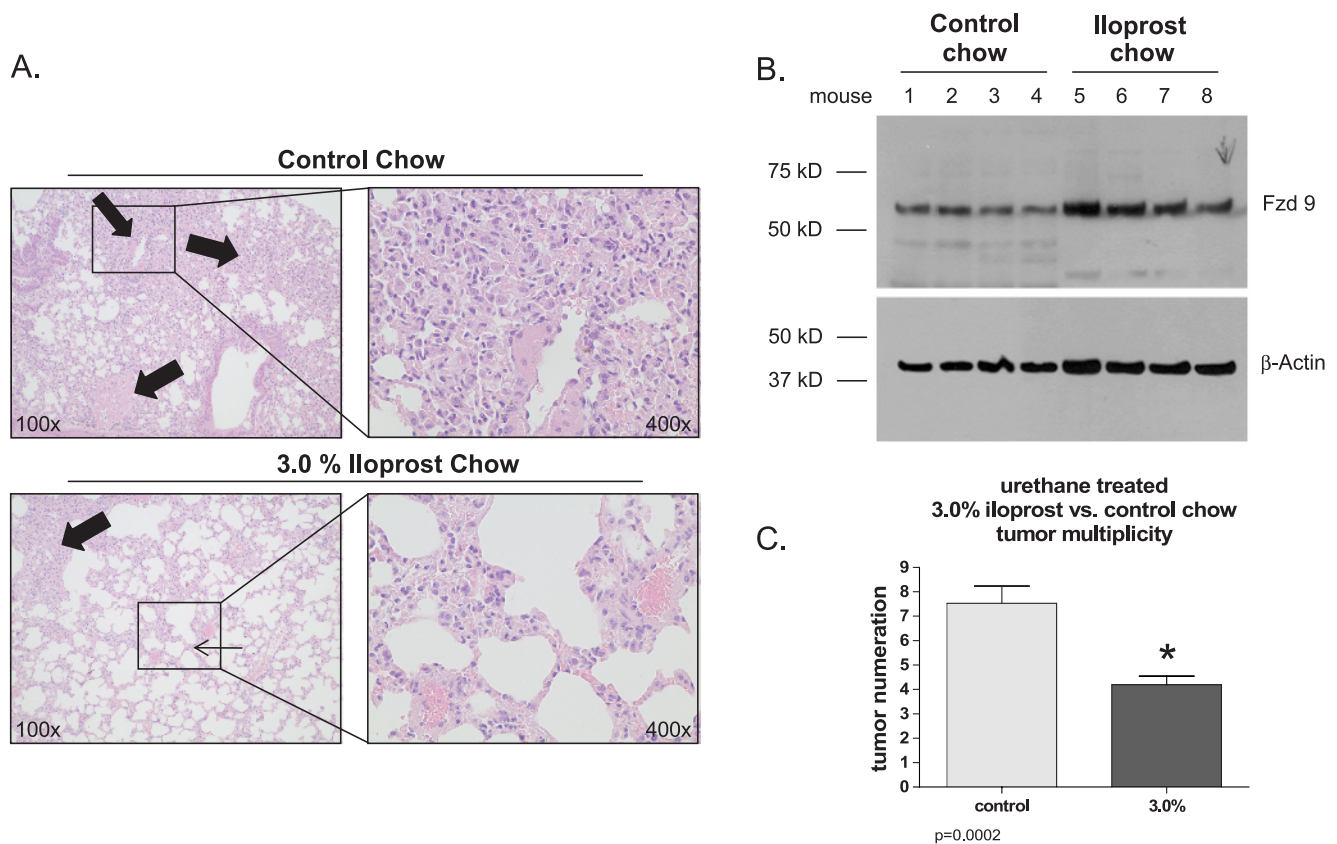 A.
Control Chow
100x
400x
3.0 % Iloprost Chow
100x
400x
B.
Control
chow
Iloprost
chow
mouse 1 2 3 4 5 6 7 8
75 kD
50 kD
Fzd 9
50 kD
37 kD
β-Actin
C.
urethane treated
3.0% iloprost vs. control chow
tumor multiplicity
tumor numeration
9
8
7
6
5
4
3
2
1
0
*
control 3.0%
p=0.0002